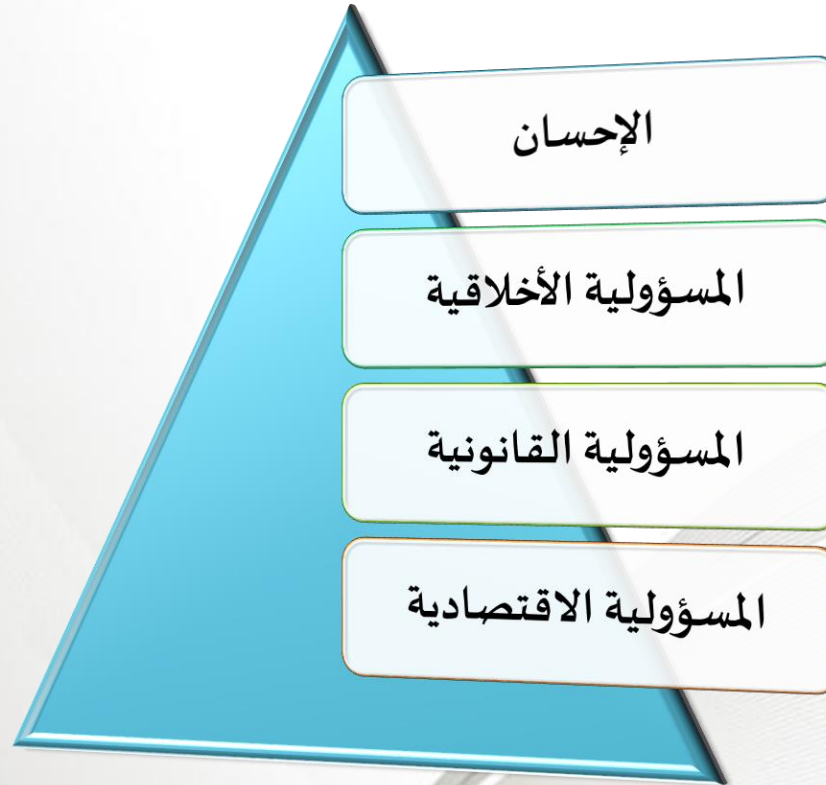 الإحسان
المسؤولية الأخلاقية
المسؤولية القانونية
المسؤولية الاقتصادية